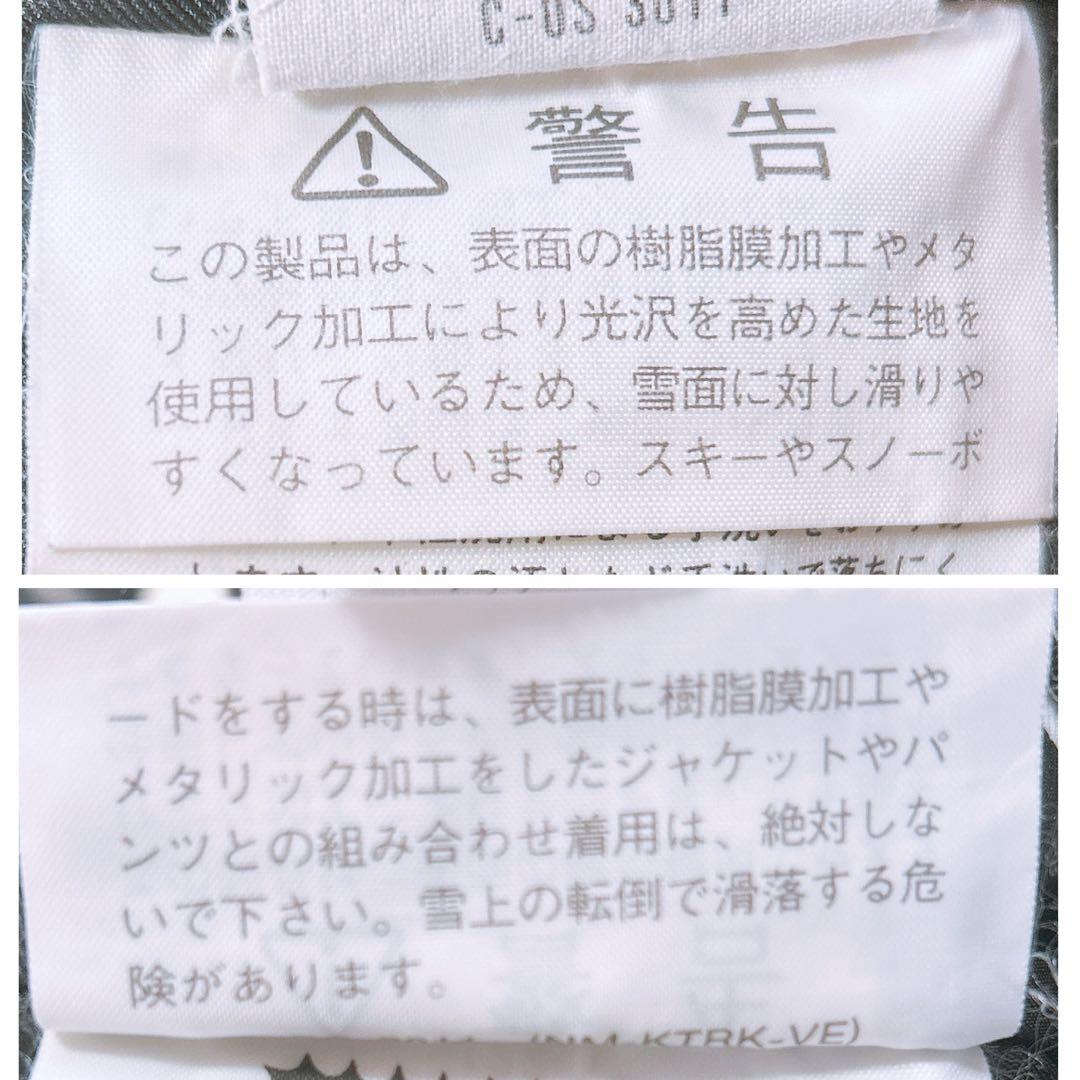 警告
この製品は、表面の樹脂膜加工やメタ
リック加工により光沢を高めた生地を
使用しているため、雪面に対し滑りや
すくなっています。スキーやスノーボ
ードをする時は、表面に樹脂膜加工や
メタリック加工をしたジャケットやパ
ンツとの組み合わせ着用は、絶対しな
いで下さい。雪上の転倒で滑落する危
険があります。
(NM-KTRK-VE)